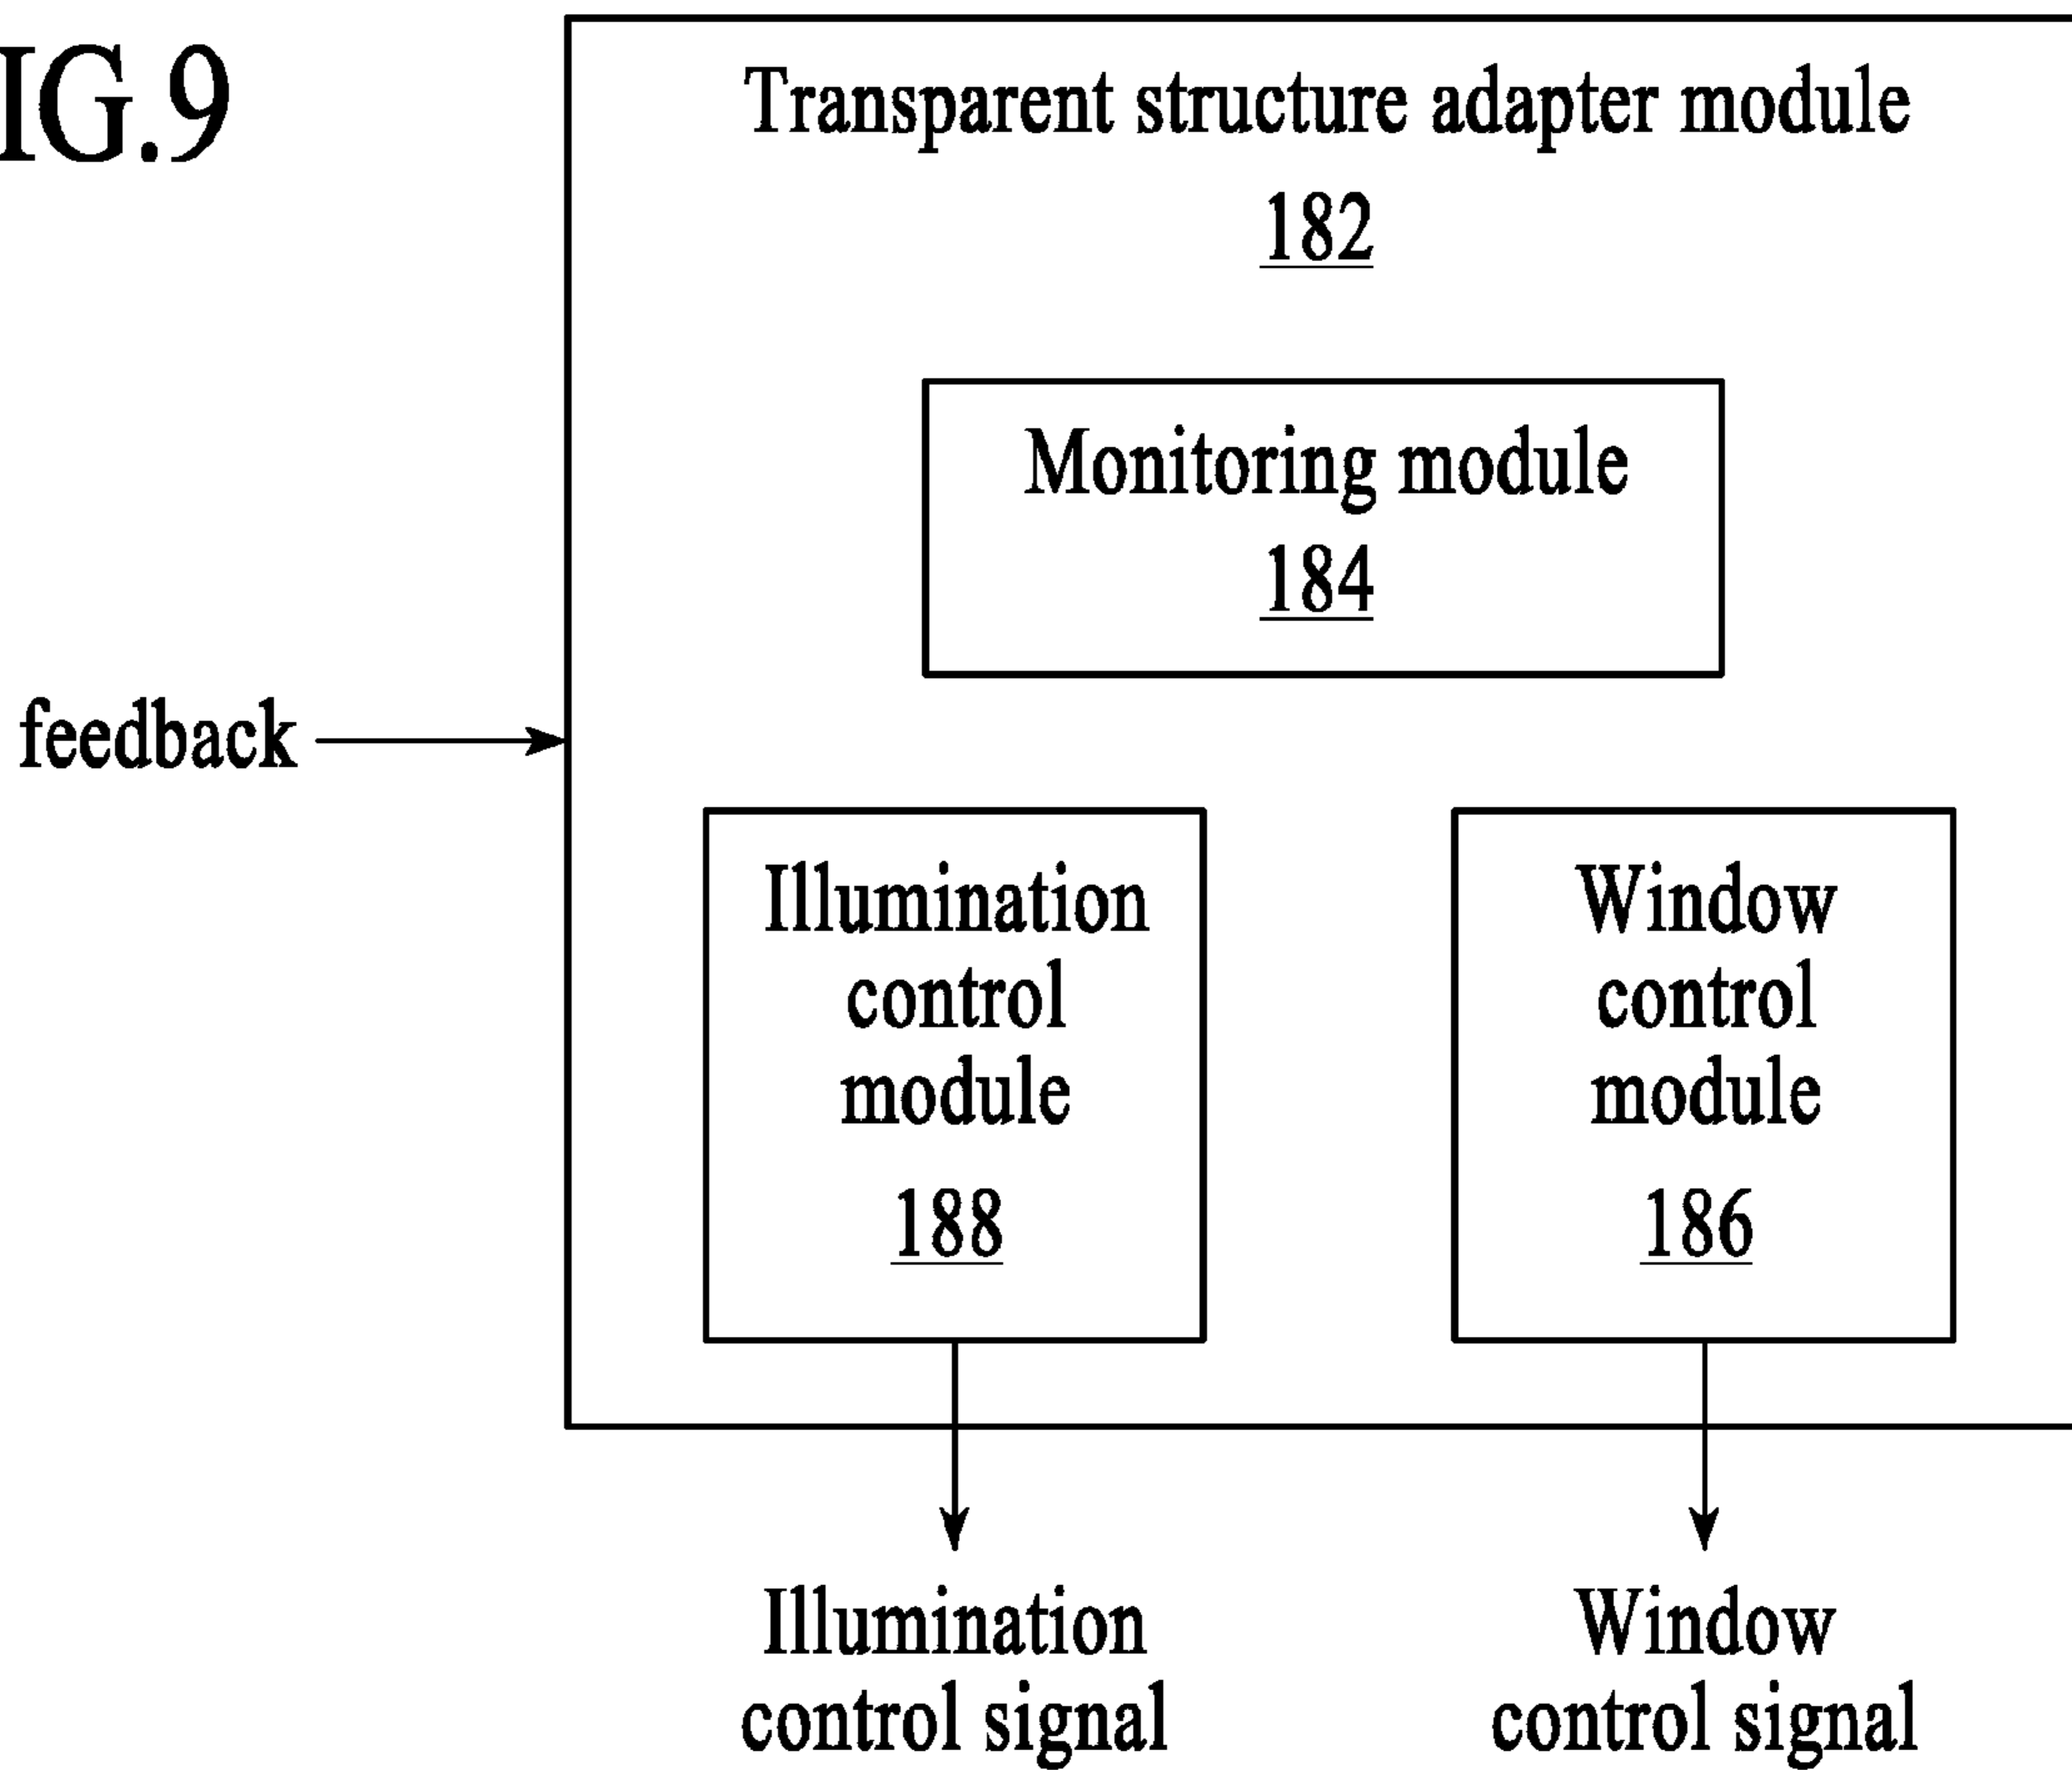 IG.9
Transparent structure adapter module
182
Monitoring module
184
feedback
Illumination
control
module
188
Window
control
module
186
Illumination
control signal
Window
control signal